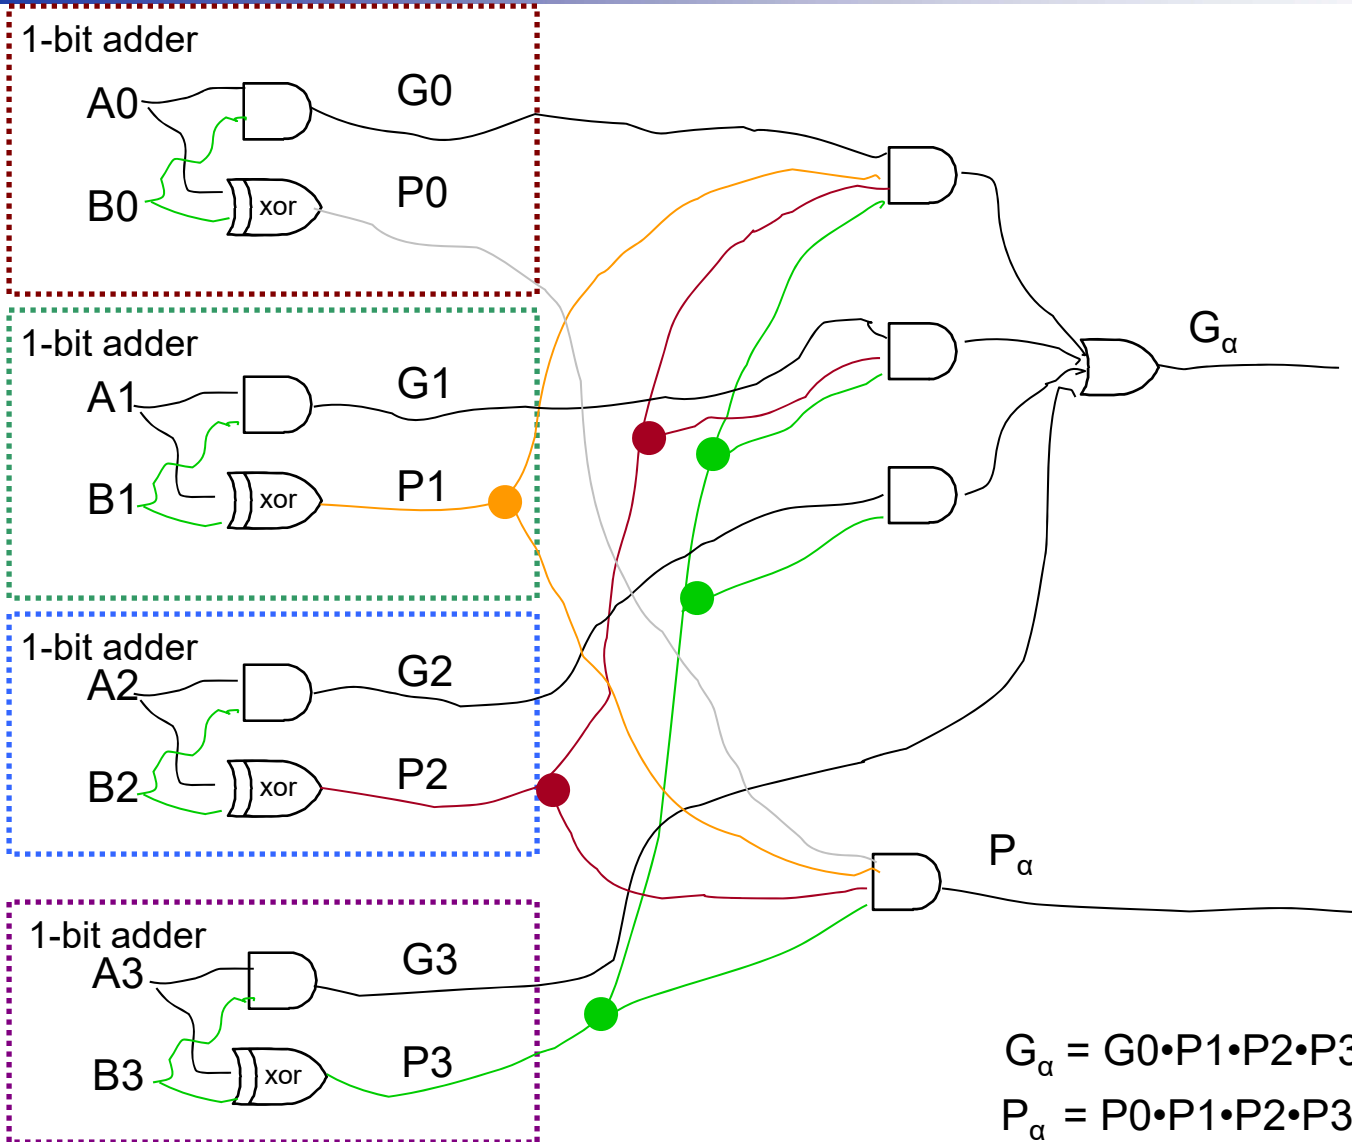 1-bit adder
A0
G0
B0
xor
P0
1-bit adder
A1
G1
B1
xor
P1
Gα
1-bit adder
A2
G2
B2
xor
P2
1-bit adder
A3
G3
B3
xor
P3
Pα
Gα = G0•P1•P2•P3
Pα = P0•P1•P2•P3